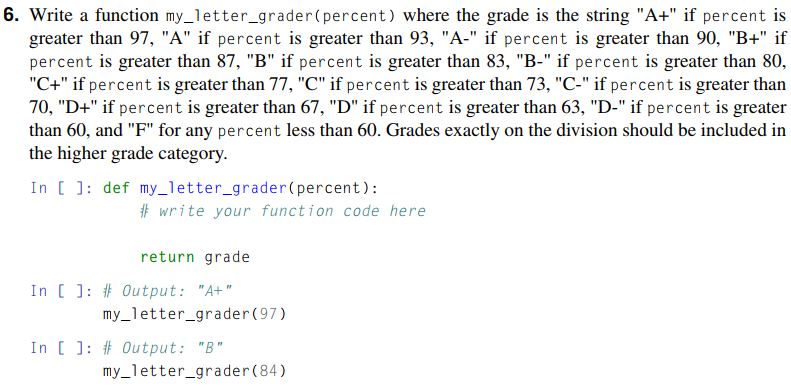 6. Write a function my_letter_grader(percent) where the grade is the string "A+" if percent is
greater than 97, "A" if percent is greater than 93, "A-" if percent is greater than 90, "B+" if
percent is greater than 87, "B" if percent is greater than 83, "B-" if percent is greater than 80,
"C+" if percent is greater than 77, "C" if percent is greater than 73, "C-" if percent is greater than
70, "D+" if percent is greater than 67, "D" if percent is greater than 63, "D-" if percent is greater
than 60, and "F" for any percent less than 60. Grades exactly on the division should be included in
the higher grade category.
In [ ]: def my_letter_grader(percent):
# write your function code here
return grade
In [ ]: # Output: "A+"
my_letter_grader(97)
In [ ]: # Output: "B"
my_letter_grader(84)